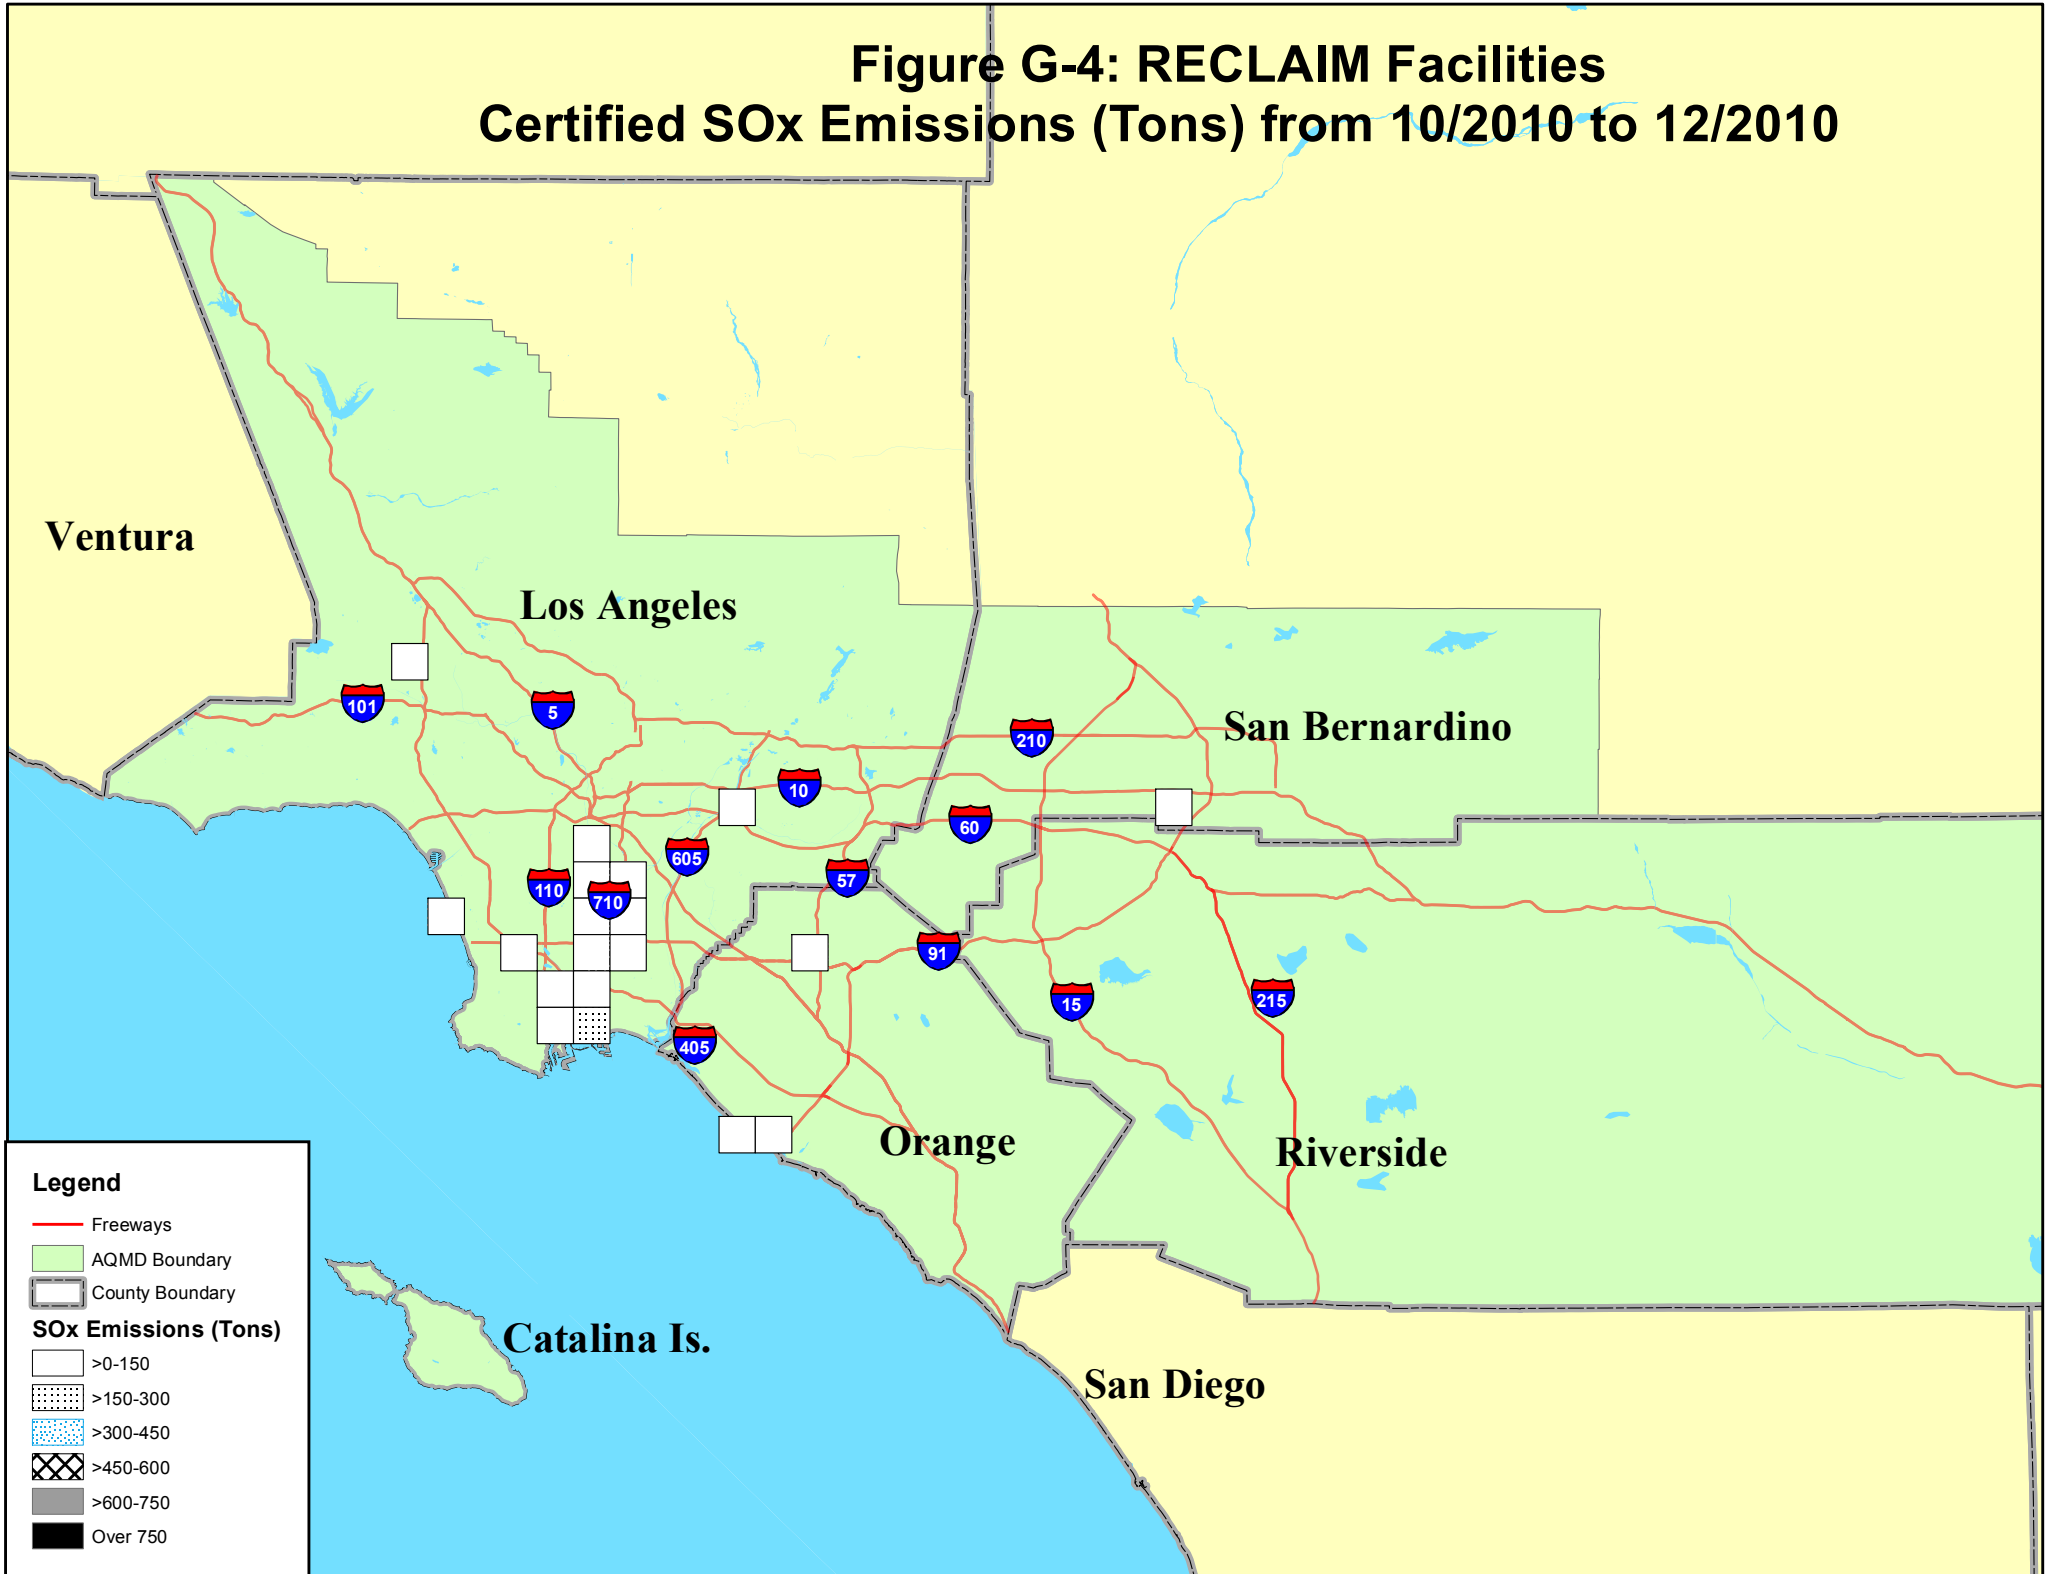 Figure G-4: RECLAIM Facilities
Certified SOx Emissions (Tons) from 10/2010 to 12/2010
Ventura
Los Angeles
San Bernardino
101
5
210
10
60
605
57
110
710
91
15
215
405
Orange
Riverside
Catalina Is.
San Diego
Legend
Freeways
AQMD Boundary
County Boundary
SOx Emissions (Tons)
>0-150
>150-300
>300-450
>450-600
>600-750
Over 750